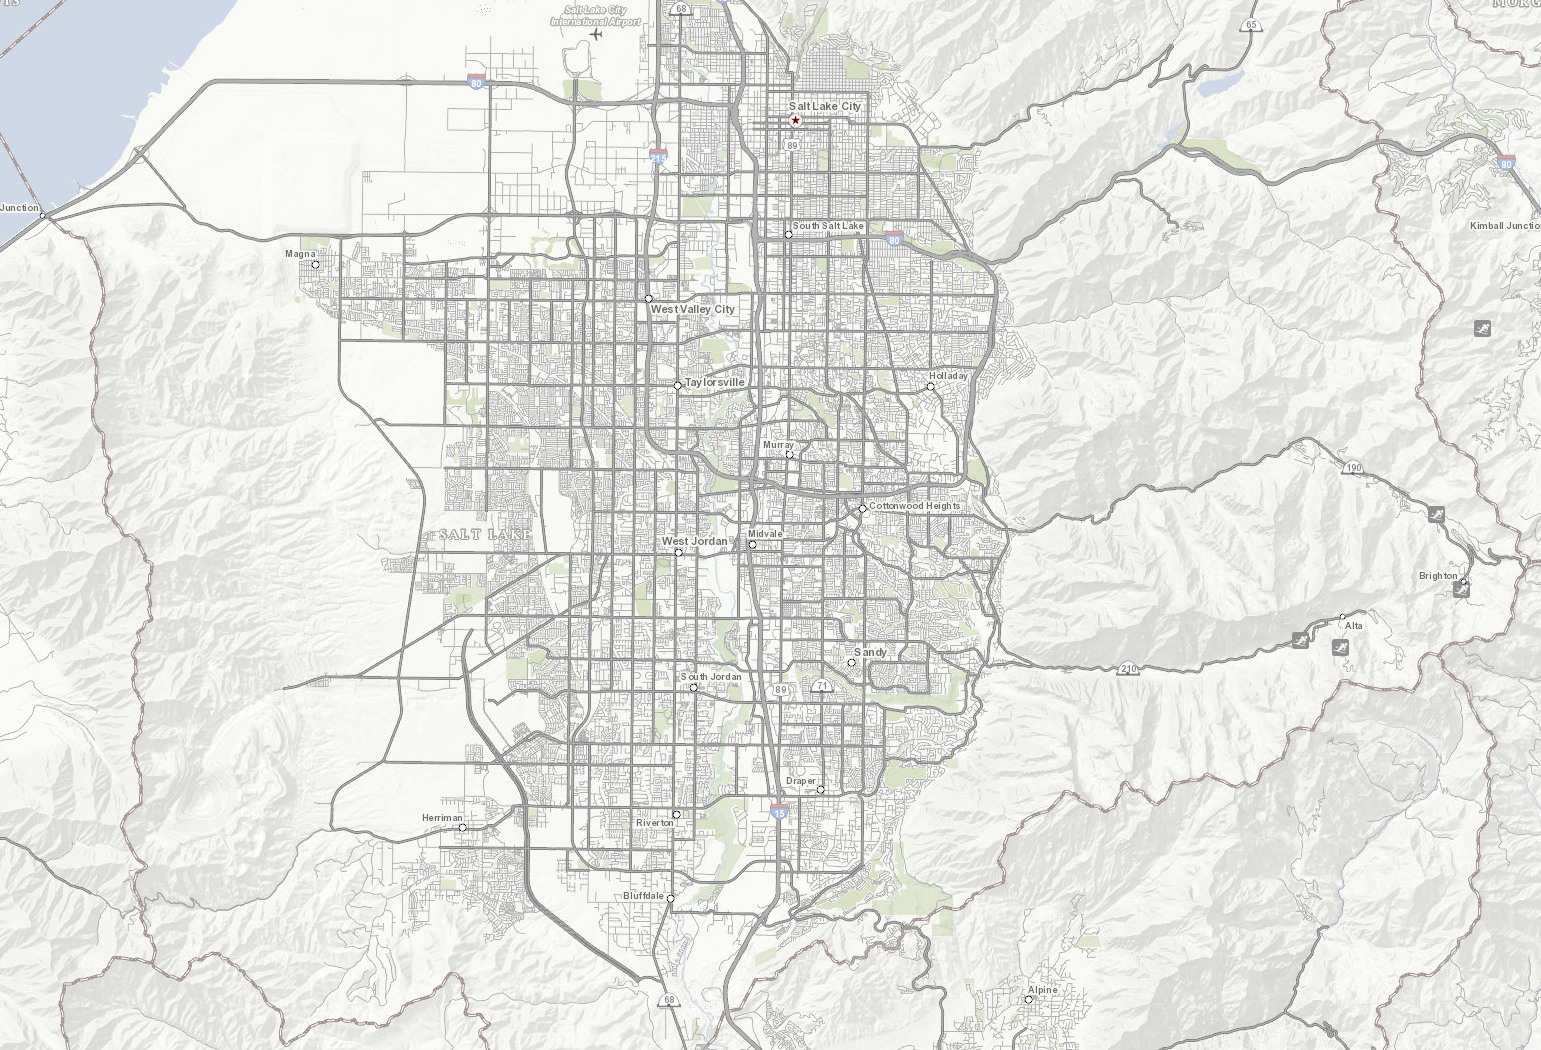 Salt Lake City
International Airport
68
65
80
Salt Lake City
89
215
80
Junction
South Salt Lake
80
Kimball Junctio
Magna
West Valley City
Taylorsville
Holladay
Murray
190
Cottonwood Heights
SALT LAKE
West Jordan
Midvale
Brighton
Alta
Sandy
210
South Jordan
89
71
Draper
15
Herriman
Riverton
Bluffdale
68
Alpine